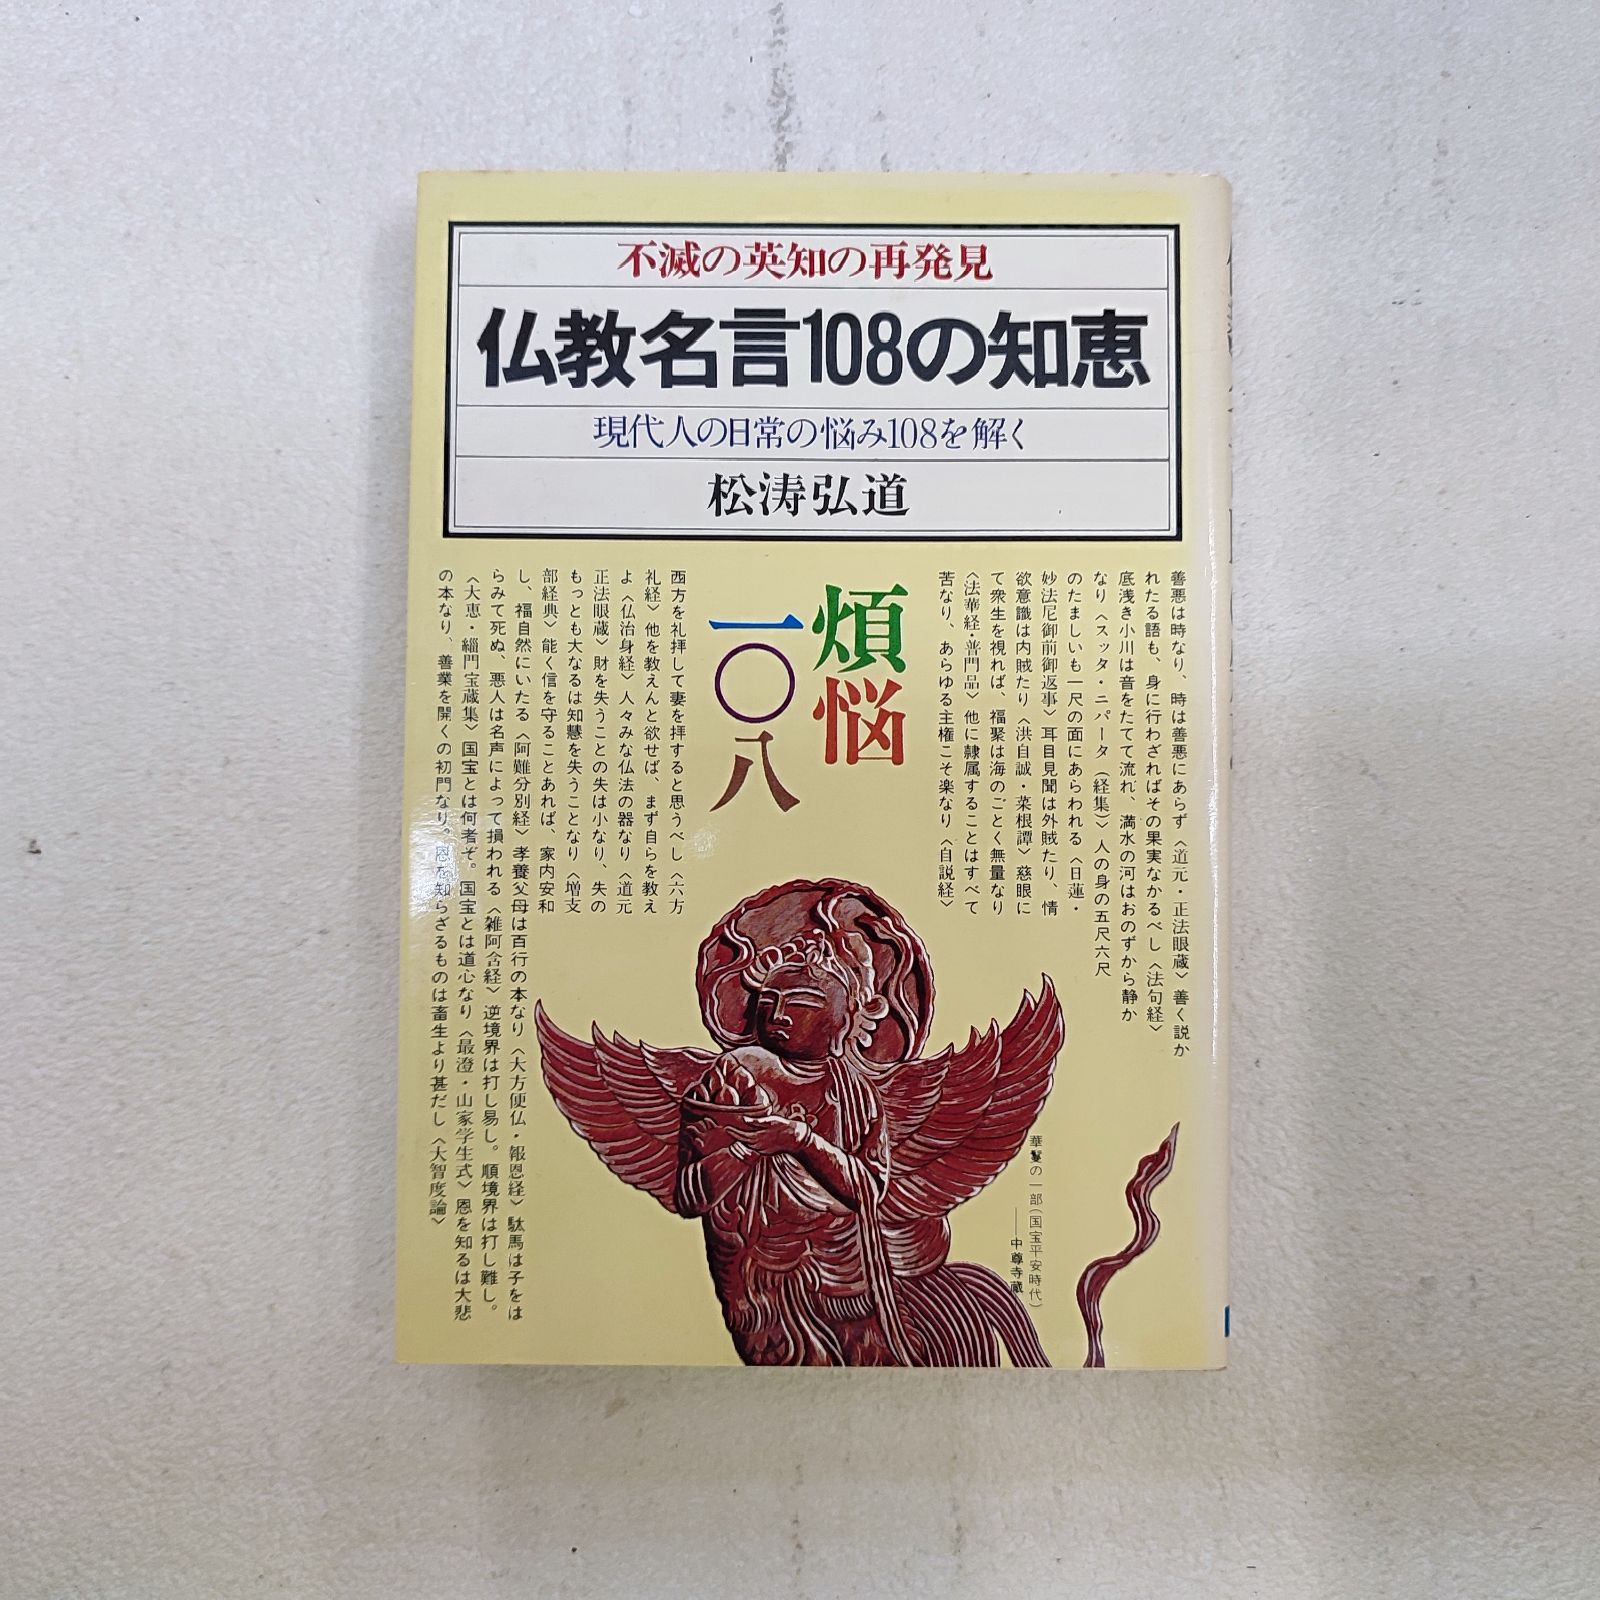 不滅の英知の再発見
仏教名言108の知恵
現代人の日常の悩み108を解く
松涛弘道
善悪は時なり、時は善悪にあらず〈道元・正法眼蔵〉善く説か
れたる語も、身に行わざればその果実なかるべし〈法句経〉
底浅き小川は音をたてて流れ、満水の河はおのずから静か
なり〈スッタ・ニパータ(経集)〉人の身の五尺六尺
のたましいも一尺の面にあらわれる〈日蓮・
妙法尼御前御返事〉耳目見聞は外賊たり、情
欲意識は内賊たり〈洪自誠・菜根譚〉慈眼に
て衆生を視れば、福聚は海のごとく無量なり
〈法華経・普門品〉他に隷属することはすべて
苦なり、あらゆる主権こそ楽なり〈自説経〉
煩悩
一〇八
西方を礼拝して妻を拝すると思うべし〈六方
礼経〉他を教えんと欲せば、まず自らを教え
よ〈仏治身経〉人々みな仏法の器なり〈道元
正法眼蔵〉財を失うことの失は小なり、失の
もっとも大なるは知慧を失うことなり〈増支
部経典〉能く信を守ることあれば、家内安和
し、福自然にいたる〈阿難分別経〉孝養父母は百行の本なり〈大方便仏・報恩経〉駄馬は子をは
らみて死ぬ、悪人は名声によって損われる〈雑阿含経〉逆境界は打し易し。順境界は打し難し。
〈大恵・緇門宝蔵集〉国宝とは何者ぞ。国宝とは道心なり〈最澄・山家学生式〉恩を知るは大悲
の本なり、善業を開くの初門なり。恩を知らざるものは畜生より甚だし〈大智度論〉
華鬘の一部(国宝平安時代)
——中尊寺蔵